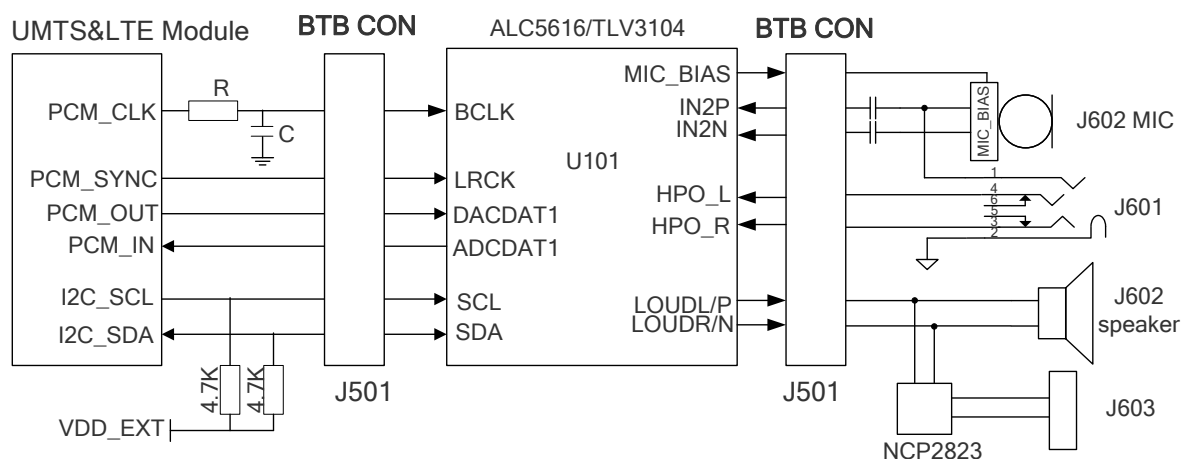 UMTS&LTE Module
BTB CON
ALC5616/TLV3104
BTB CON
PCM_CLK
R
C
BCLK
MIC_BIAS
IN2P
IN2N
MIC_BIAS
J602 MIC
U101
PCM_SYNC
LRCK
PCM_OUT
DACDAT1
PCM_IN
ADCDAT1
HPO_L
HPO_R
1
4
6
5
3
2
J601
I2C_SCL
SCL
I2C_SDA
SDA
LOUDL/P
LOUDR/N
J602
speaker
4.7K
4.7K
J501
J501
VDD_EXT
NCP2823
J603